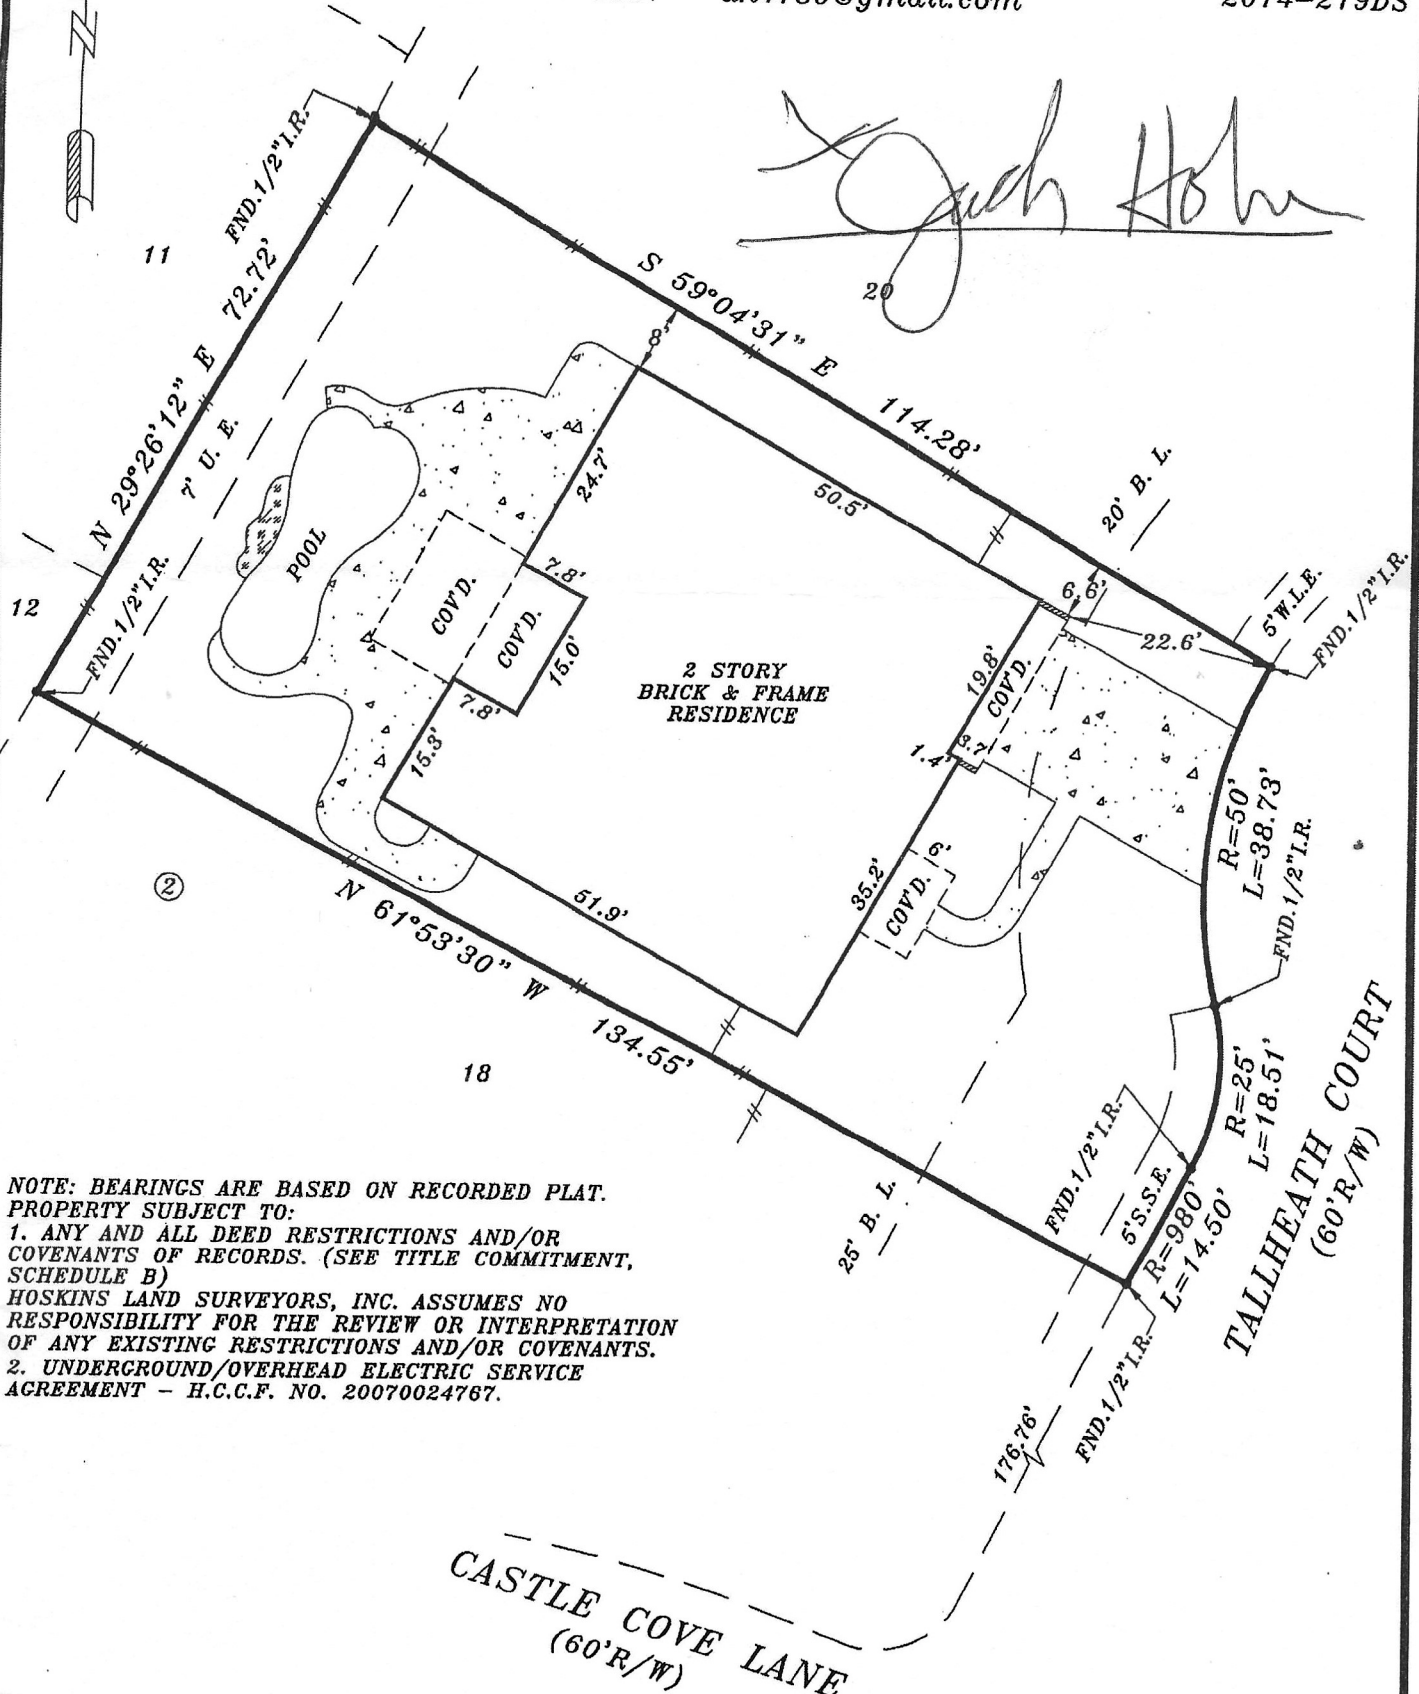 2014-219DS
FND.1/2"I.R.
11
N 29°26'12" E 72.72'
7' U. E.
S 59°04'31" E 114.28'
20
8'
24.7'
50.5'
20' B. L.
5'W.L.E.
FND.1/2"I.R.
12
FND.1/2"I.R.
POOL
COV'D.
7.8'
COV'D.
15.0'
7.8'
15.3'
2 STORY
BRICK & FRAME
RESIDENCE
6.6'
22.6'
19.8'
COV'D.
3.7'
1.4'
6'
COV'D.
35.2'
51.9'
R=50'
L=38.73'
FND.1/2"I.R.
2
N 61°53'30" W 134.55'
18
R=25'
L=18.51'
TALLHEATH COURT
(60'R/W)
FND.1/2"I.R.
5'S.S.E.
R=980'
L=14.50'
25' B. L.
FND.1/2"I.R.
176.76'
NOTE: BEARINGS ARE BASED ON RECORDED PLAT.
PROPERTY SUBJECT TO:
1. ANY AND ALL DEED RESTRICTIONS AND/OR
COVENANTS OF RECORDS. (SEE TITLE COMMITMENT,
SCHEDULE B)
HOSKINS LAND SURVEYORS, INC. ASSUMES NO
RESPONSIBILITY FOR THE REVIEW OR INTERPRETATION
OF ANY EXISTING RESTRICTIONS AND/OR COVENANTS.
2. UNDERGROUND/OVERHEAD ELECTRIC SERVICE
AGREEMENT - H.C.C.F. NO. 20070024767.
CASTLE COVE LANE
(60'R/W)